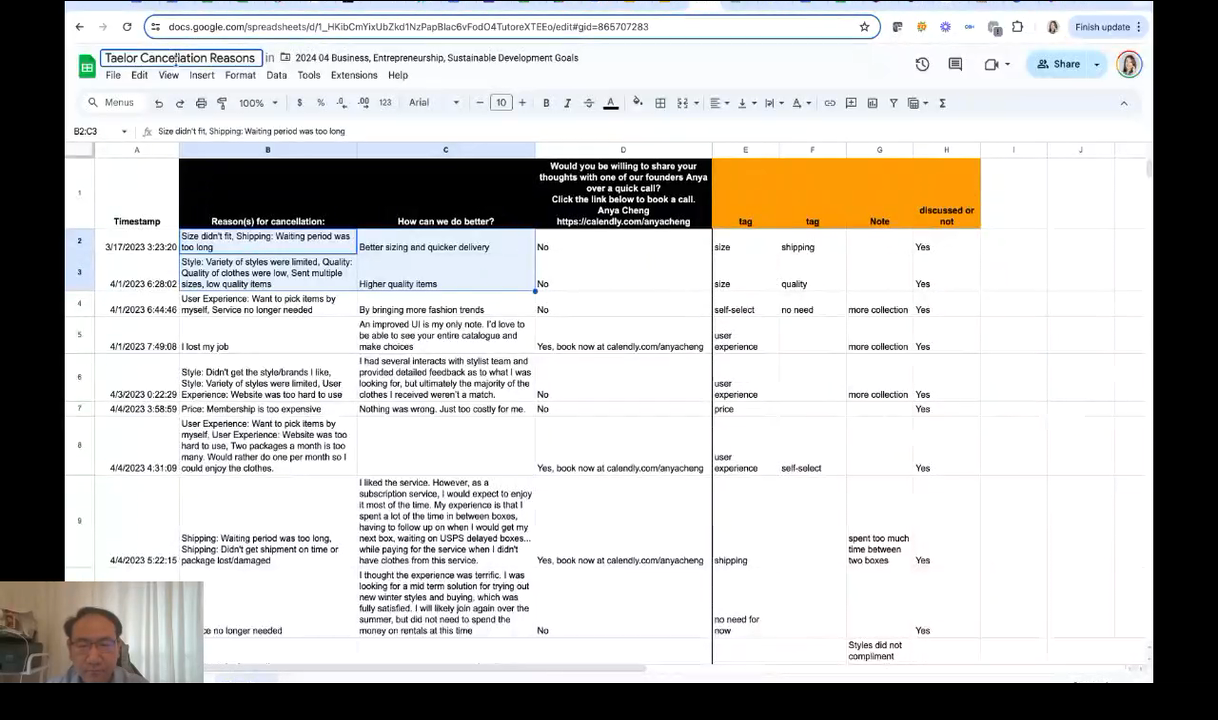 docs.google.com/spreadsheets/d/1_HKibCmYixUbZkd1NzPapBlac6vFodO4TutoreXTEEo/edit#gid=865707283
Finish update
Taelor Cancellation Reasons in 2024 04 Business, Entrepreneurship, Sustainable Development Goals
File Edit View Insert Format Data Tools Extensions Help
Share
Menus 100% $ % .0 .00 123 Arial 10 B I A
B2:C3 fx Size didn't fit, Shipping: Waiting period was too long
A B C D E F G H I J
1
Timestamp
Reason(s) for cancellation:
How can we do better?
Would you be willing to share your
thoughts with one of our founders Anya
over a quick call?
Click the link below to book a call.
Anya Cheng
https://calendly.com/anyacheng
tag
tag
Note
discussed or
not
2
3/17/2023 3:23:20
Size didn't fit, Shipping: Waiting period was
too long
Better sizing and quicker delivery
No
size
shipping
Yes
3
4/1/2023 6:28:02
Style: Variety of styles were limited, Quality:
Quality of clothes were low, Sent multiple
sizes, low quality items
Higher quality items
No
size
quality
Yes
4
4/1/2023 6:44:46
User Experience: Want to pick items by
myself, Service no longer needed
By bringing more fashion trends
No
self-select
no need
more collection
Yes
5
4/1/2023 7:49:08
I lost my job
An improved UI is my only note. I'd love to
be able to see your entire catalogue and
make choices
Yes, book now at calendly.com/anyacheng
user
experience
more collection
Yes
6
4/3/2023 0:22:29
Style: Didn't get the style/brands I like,
Style: Variety of styles were limited, User
Experience: Website was too hard to use
I had several interacts with stylist team and
provided detailed feedback as to what I was
looking for, but ultimately the majority of the
clothes I received weren't a match.
No
user
experience
more collection
Yes
7
4/4/2023 3:58:59
Price: Membership is too expensive
Nothing was wrong. Just too costly for me.
No
price
Yes
8
4/4/2023 4:31:09
User Experience: Want to pick items by
myself, User Experience: Website was too
hard to use, Two packages a month is too
many. Would rather do one per month so I
could enjoy the clothes.
Yes, book now at calendly.com/anyacheng
user
experience
self-select
Yes
9
4/4/2023 5:22:15
Shipping: Waiting period was too long,
Shipping: Didn't get shipment on time or
package lost/damaged
I liked the service. However, as a
subscription service, I would expect to enjoy
it most of the time. My experience is that I
spent a lot of the time in between boxes,
having to follow up on when I would get my
next box, waiting on USPS delayed boxes...
while paying for the service when I didn't
have clothes from this service.
Yes, book now at calendly.com/anyacheng
shipping
spent too much
time between
two boxes
Yes
no longer needed
I thought the experience was terrific. I was
looking for a mid term solution for trying out
new winter styles and buying, which was
fully satisfied. I will likely join again over the
summer, but did not need to spend the
money on rentals at this time
No
no need for
now
Yes
Styles did not
compliment